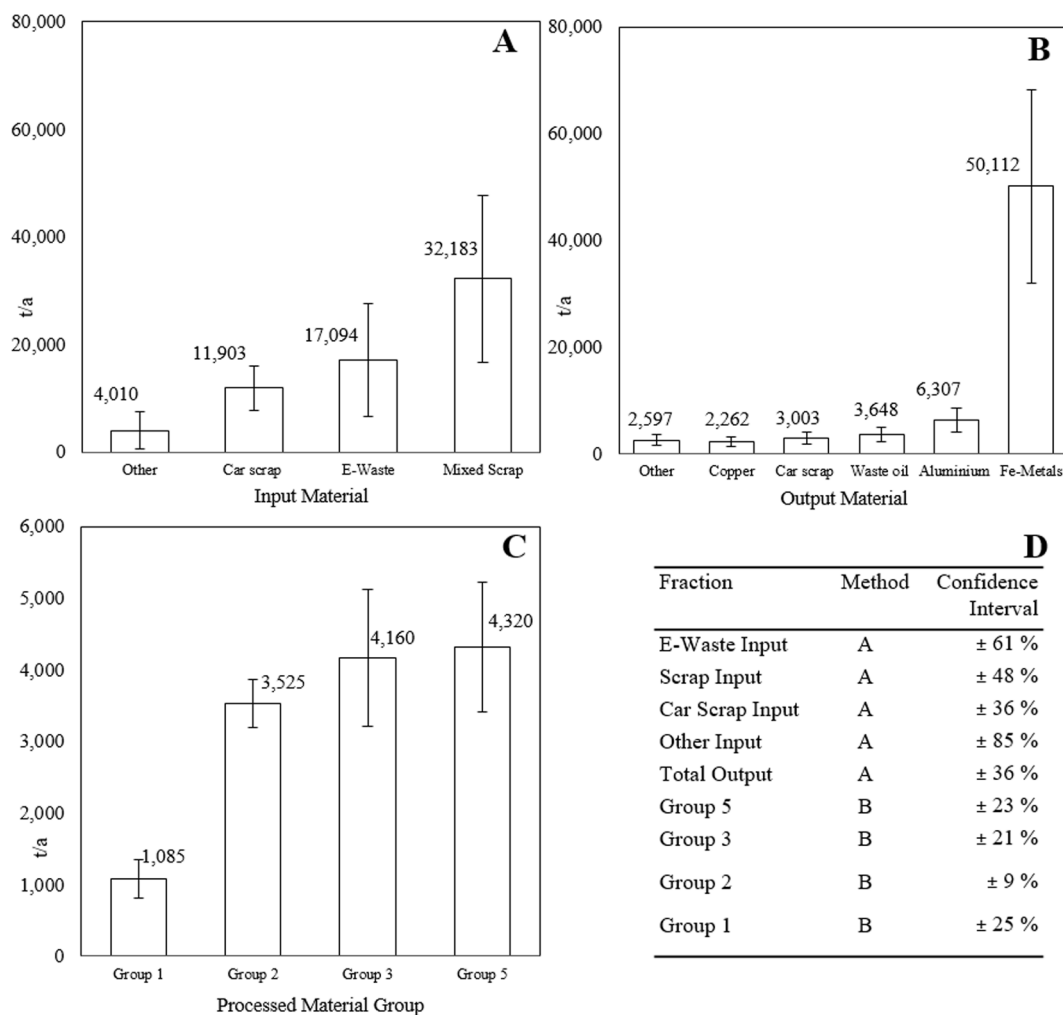 A
80,000
60,000
40,000
20,000
0
t/a
4,010
11,903
17,094
32,183
Other Car scrap E-Waste Mixed Scrap
Input Material
B
80,000
60,000
40,000
20,000
0
t/a
2,597
2,262
3,003
3,648
6,307
50,112
Other Copper Car scrap Waste oil Aluminium Fe-Metals
Output Material
C
6,000
5,000
4,000
3,000
2,000
1,000
0
t/a
1,085
3,525
4,160
4,320
Group 1 Group 2 Group 3 Group 5
Processed Material Group
D
Fraction Method Confidence
Interval
E-Waste Input A ± 61 %
Scrap Input A ± 48 %
Car Scrap Input A ± 36 %
Other Input A ± 85 %
Total Output A ± 36 %
Group 5 B ± 23 %
Group 3 B ± 21 %
Group 2 B ± 9 %
Group 1 B ± 25 %